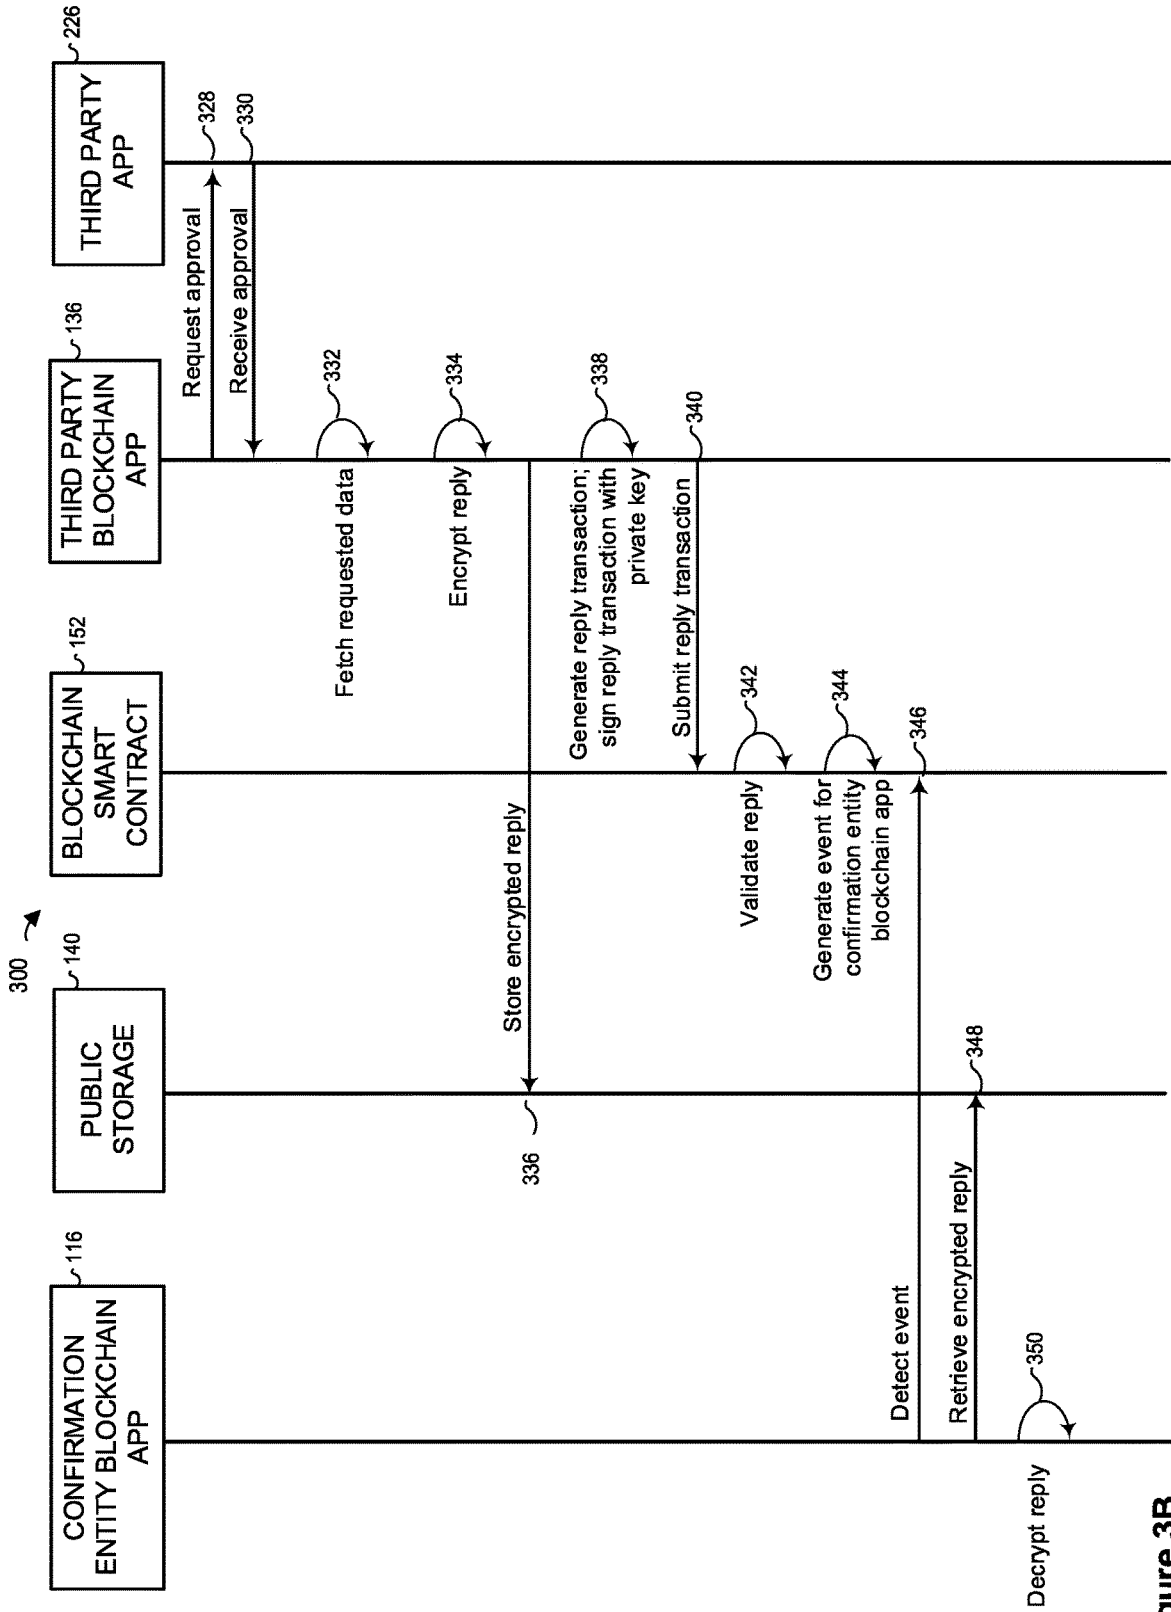 300
CONFIRMATION
ENTITY BLOCKCHAIN
APP
116
PUBLIC
STORAGE
140
BLOCKCHAIN
SMART
CONTRACT
152
THIRD PARTY
BLOCKCHAIN
APP
136
THIRD PARTY
APP
226
Request approval
328
Receive approval
330
Fetch requested data
332
Encrypt reply
334
Store encrypted reply
336
Generate reply transaction;
sign reply transaction with
private key
338
Submit reply transaction
340
Validate reply
342
Generate event for
confirmation entity
blockchain app
344
Detect event
346
Retrieve encrypted reply
348
Decrypt reply
350
gure 3B